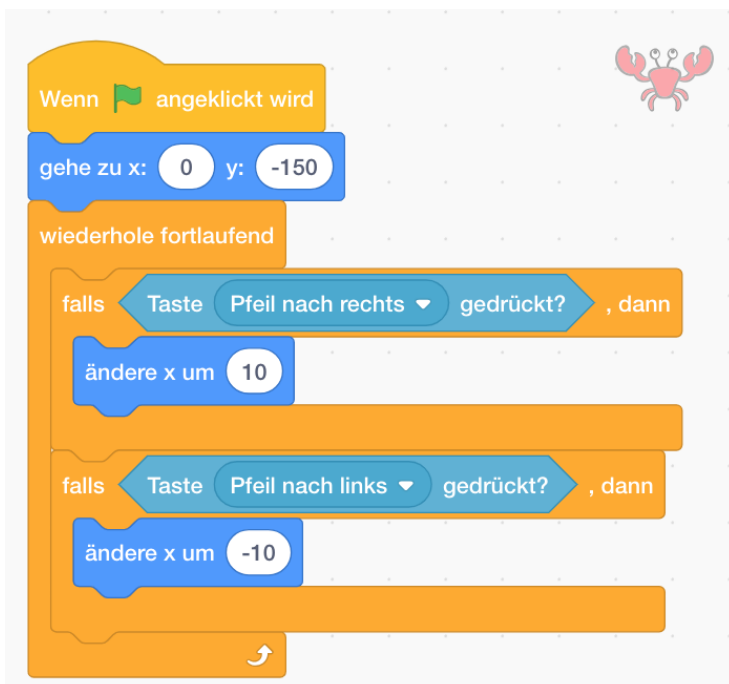 Wenn angeklickt wird
gehe zu x: 0 y: -150
wiederhole fortlaufend
falls Taste Pfeil nach rechts gedrückt? , dann
ändere x um 10
falls Taste Pfeil nach links gedrückt? , dann
ändere x um -10